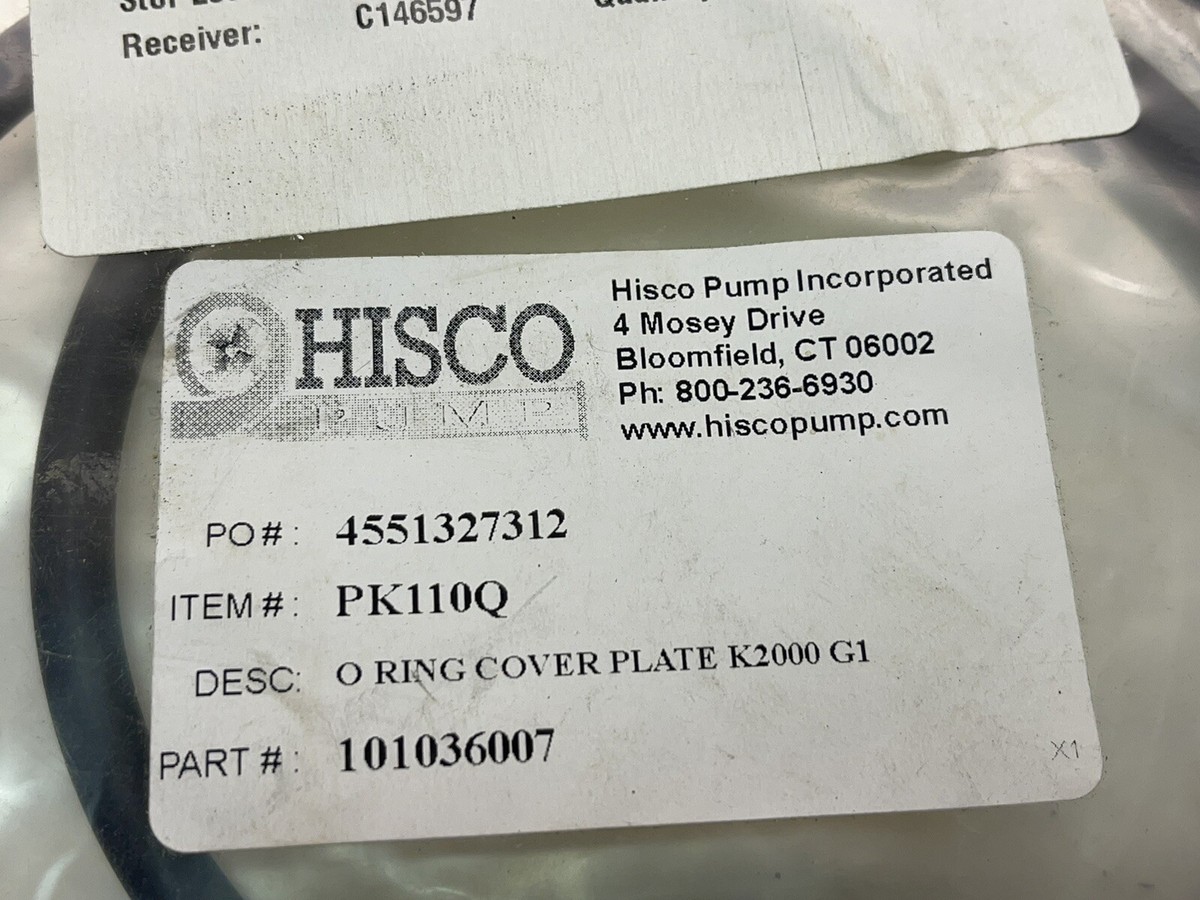 Receiver: C146597
HISCO
PUMP
Hisco Pump Incorporated
4 Mosey Drive
Bloomfield, CT 06002
Ph: 800-236-6930
www.hiscopump.com
PO#: 4551327312
ITEM#: PK110Q
DESC: O RING COVER PLATE K2000 G1
PART #: 101036007
X1